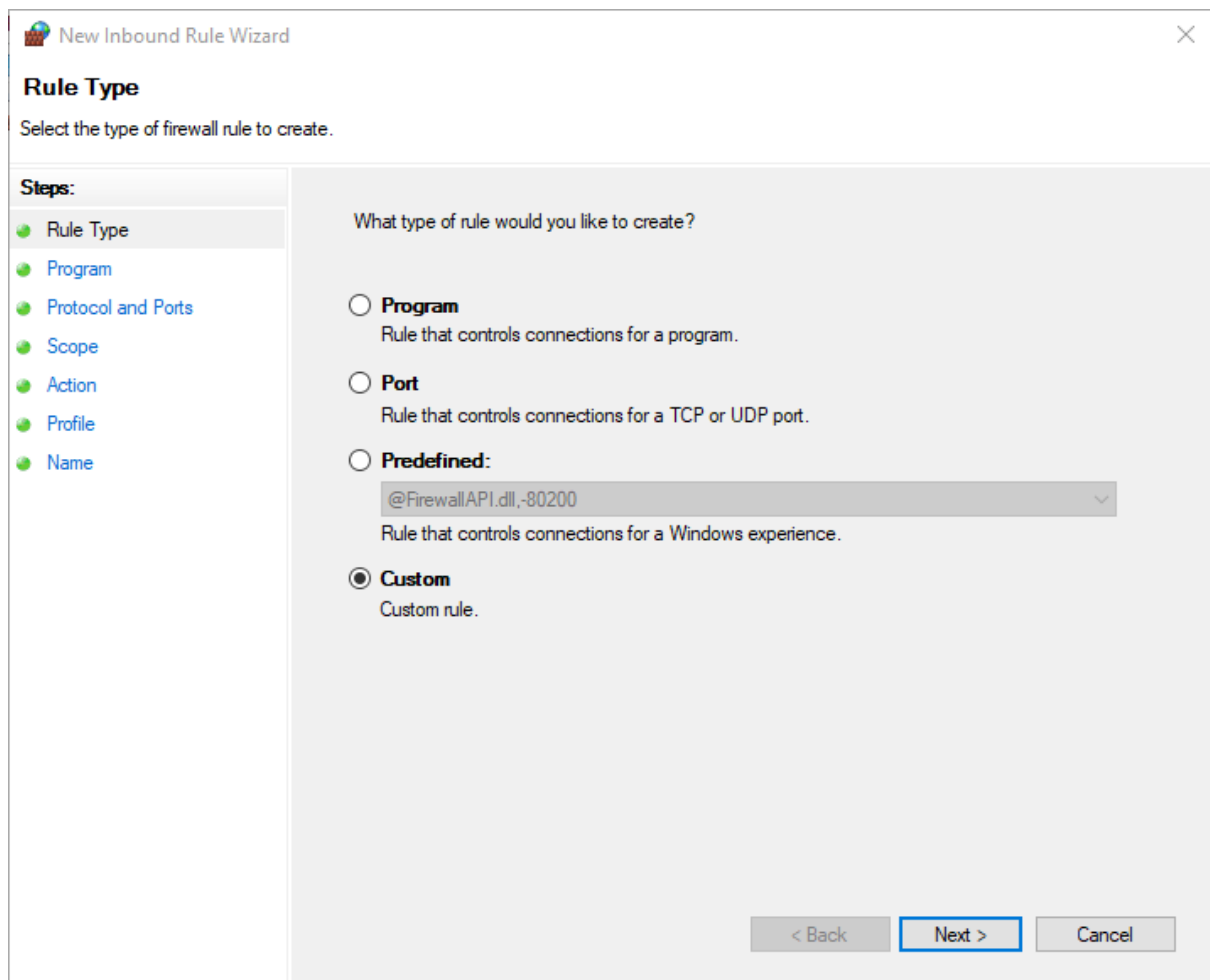 New Inbound Rule Wizard
Rule Type
Select the type of firewall rule to create.
Steps:
Rule Type
Program
Protocol and Ports
Scope
Action
Profile
Name
What type of rule would you like to create?
Program
Rule that controls connections for a program.
Port
Rule that controls connections for a TCP or UDP port.
Predefined:
@FirewallAPI.dll,-80200
Rule that controls connections for a Windows experience.
Custom
Custom rule.
< Back
Next >
Cancel